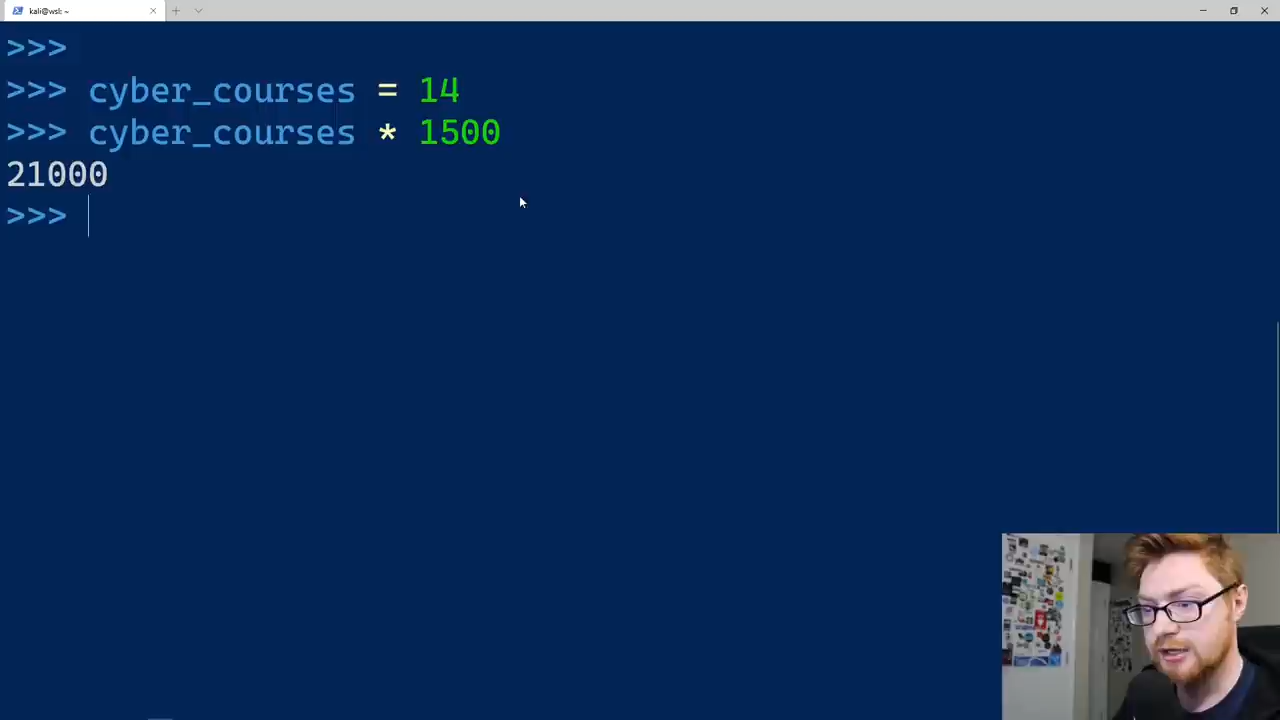 kali@wsl: ~
>>>
>>> cyber_courses = 14
>>> cyber_courses * 1500
21000
>>>